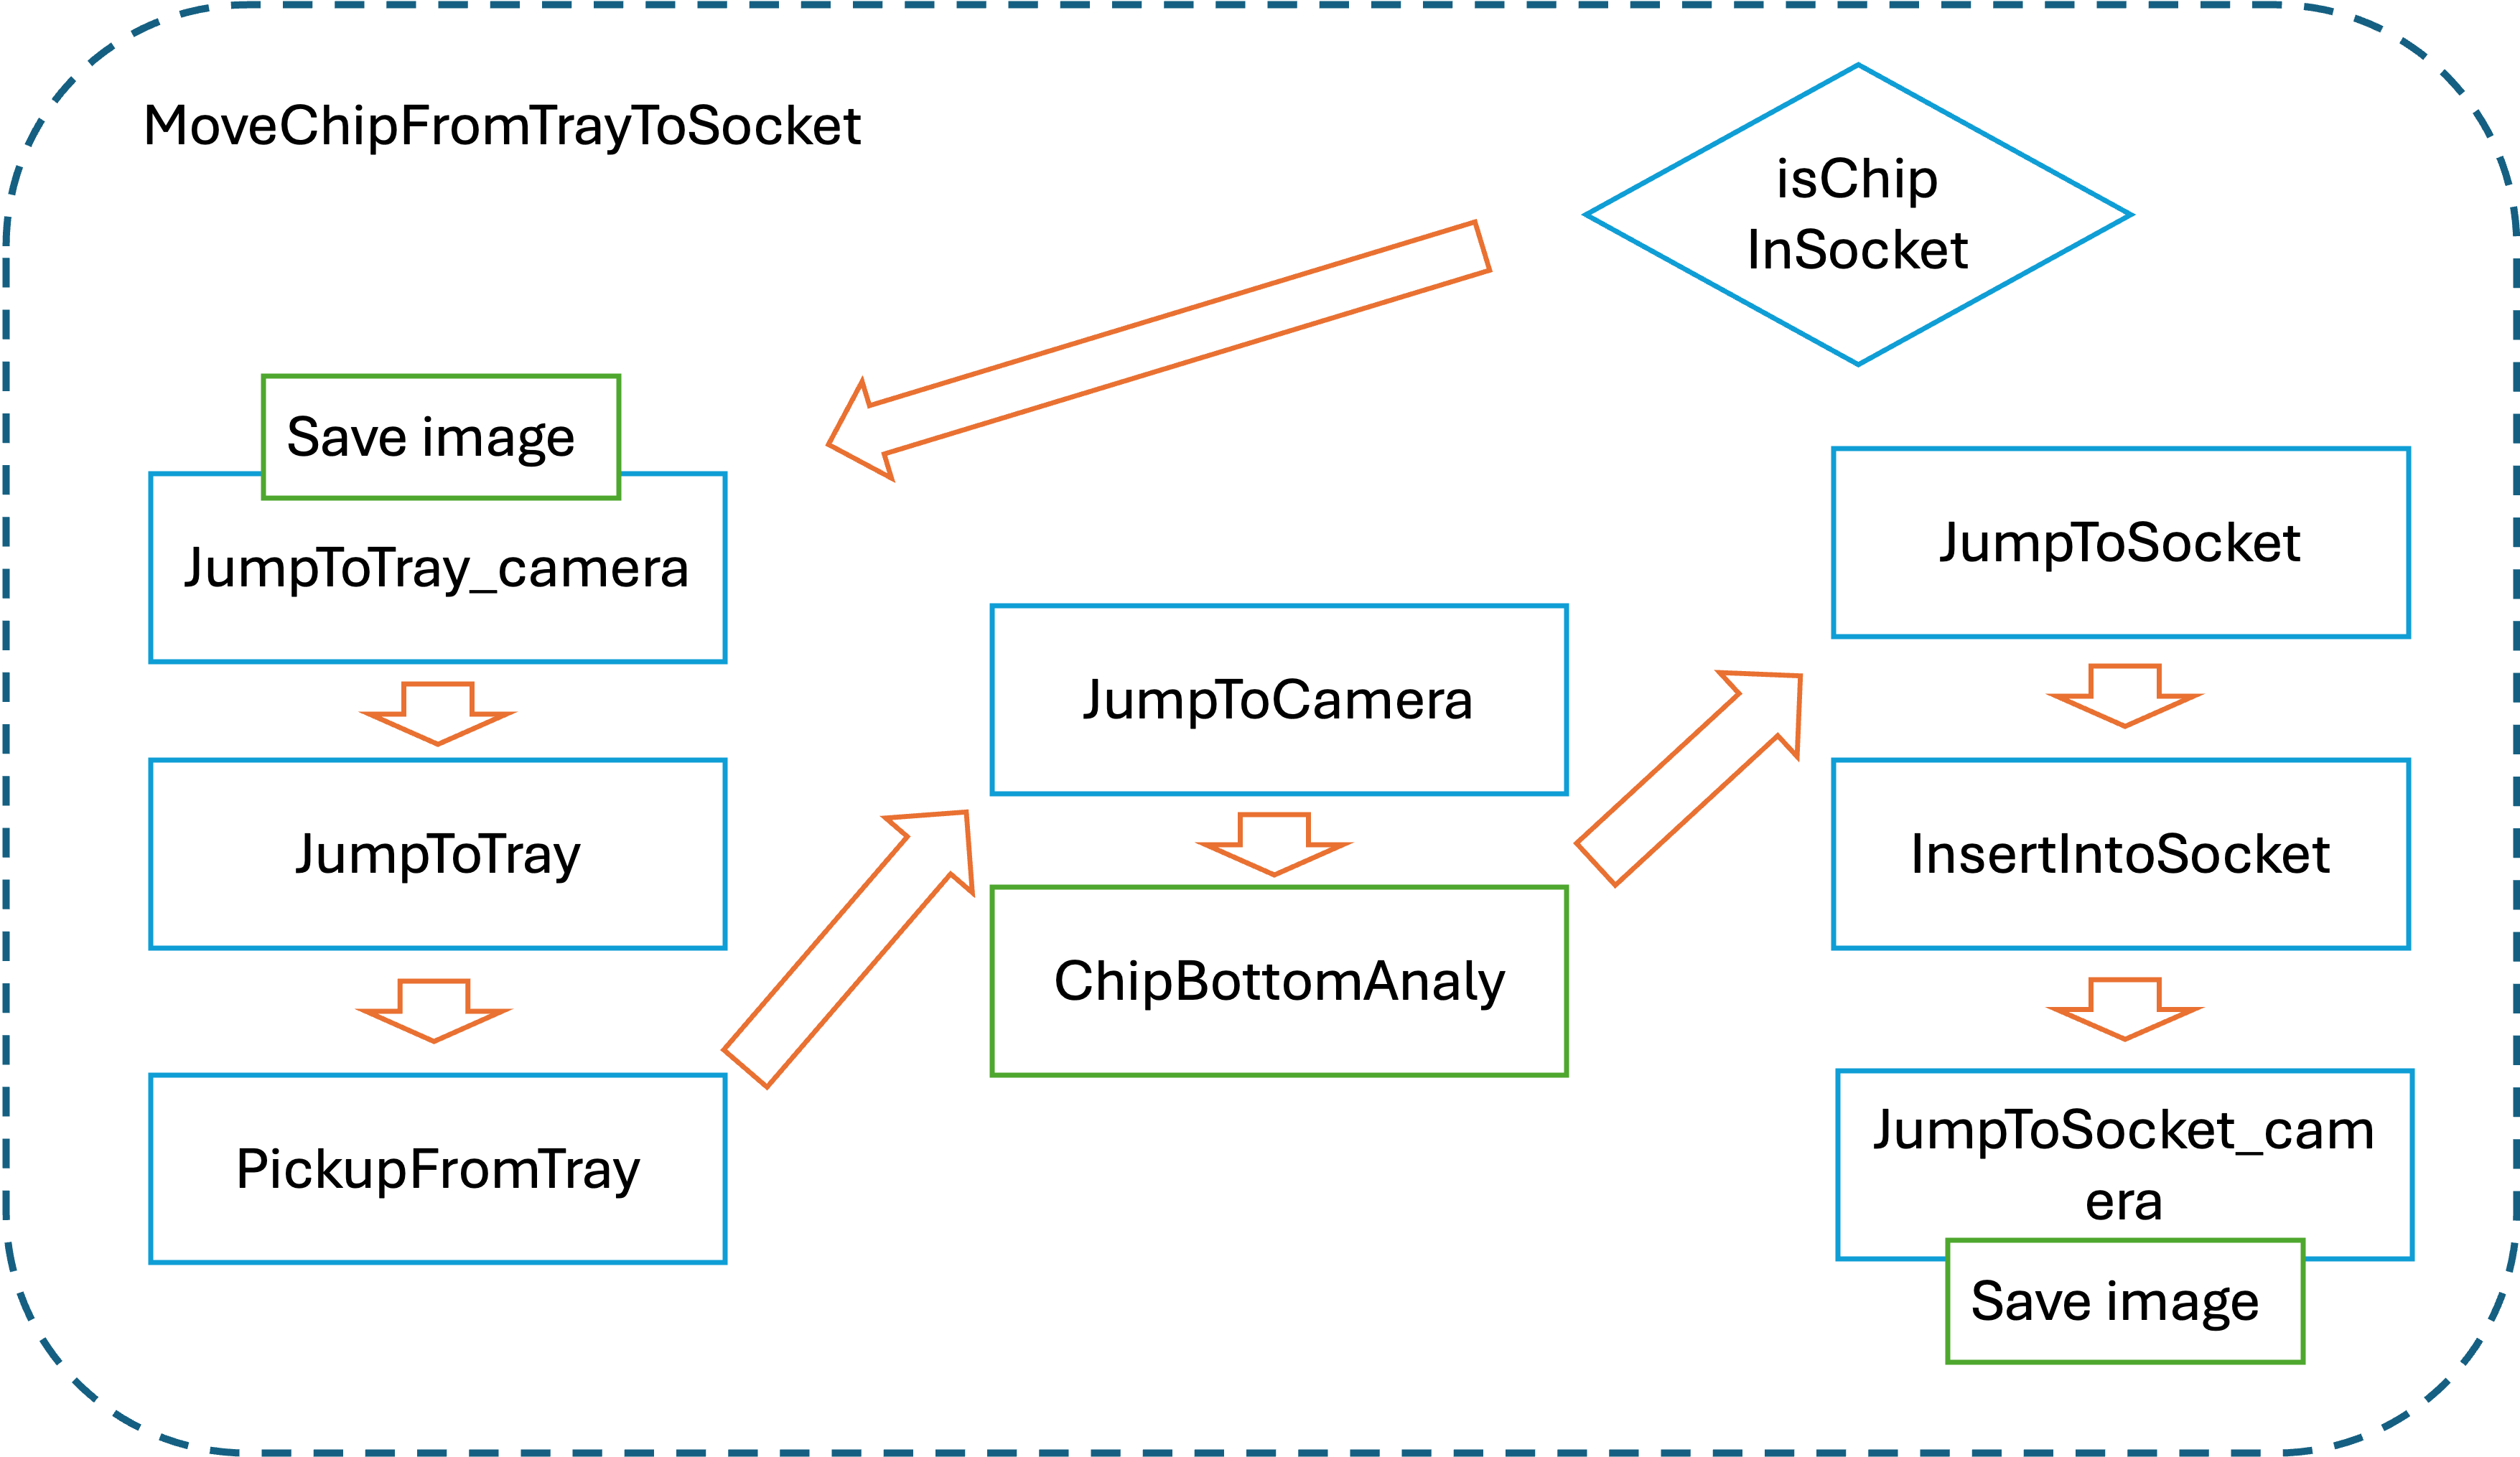 MoveChipFromTrayToSocket
isChip
InSocket
Save image
JumpToTray_camera
JumpToTray
PickupFromTray
JumpToCamera
ChipBottomAnaly
JumpToSocket
InsertIntoSocket
JumpToSocket_cam
era
Save image